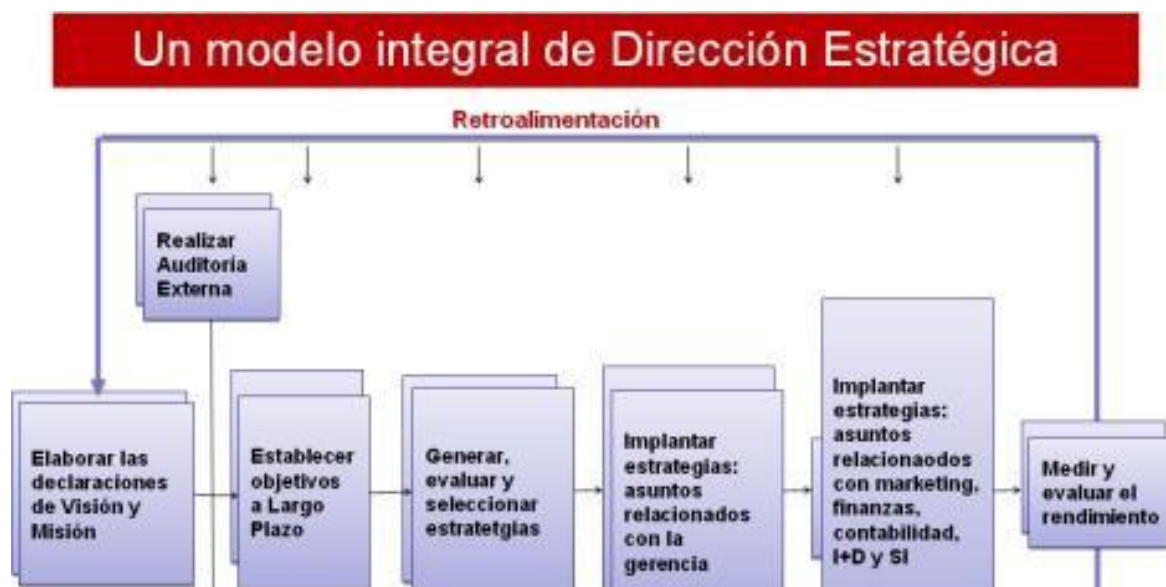 Un modelo integral de Dirección Estratégica
Retroalimentación
Realizar
Auditoría
Externa
Elaborar las
declaraciones
de Visión y
Misión
Establecer
objetivos
a Largo
Plazo
Generar,
evaluar y
seleccionar
estratetgias
Implantar
estrategias:
asuntos
relacionados
con la
gerencia
Implantar
estrategias:
asuntos
relacionaodos
con marketing,
finanzas,
contabilidad,
I+D y SI
Medir y
evaluar el
rendimiento